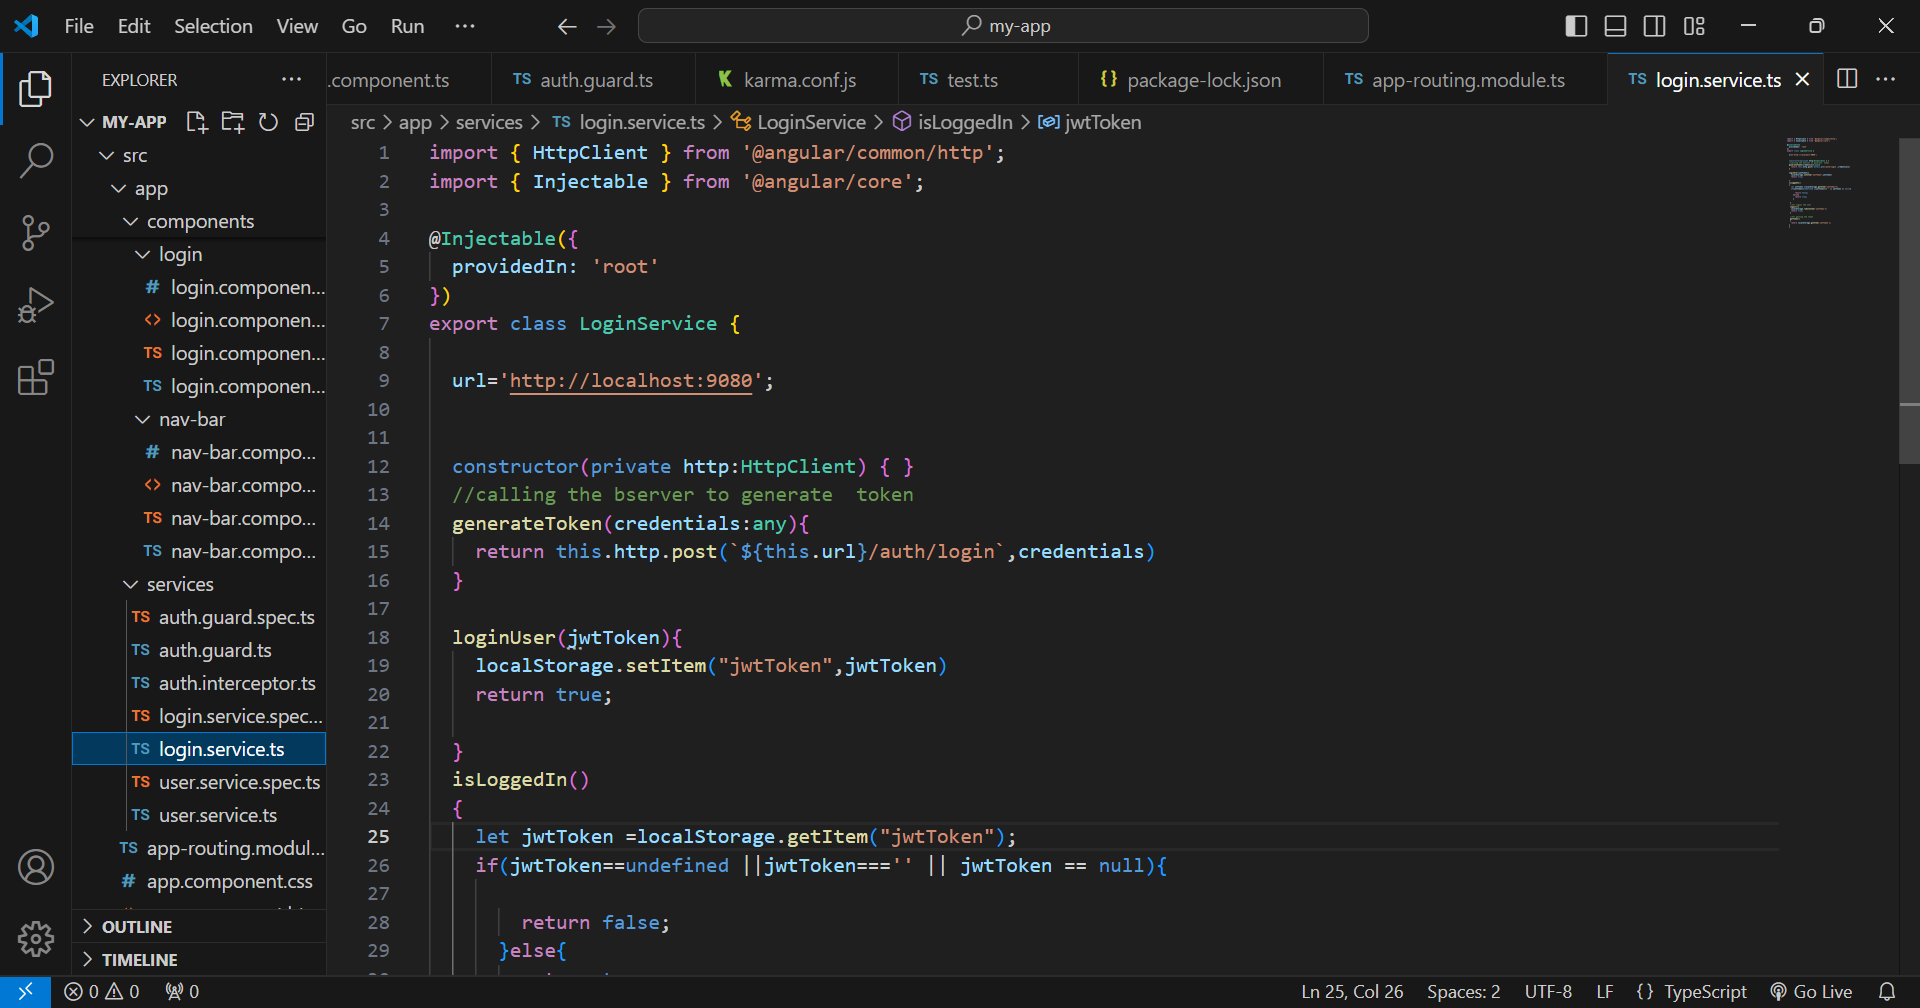 File Edit Selection View Go Run ··· my-app
EXPLORER ···
.component.ts auth.guard.ts karma.conf.js test.ts package-lock.json app-routing.module.ts login.service.ts
src > app > services > TS login.service.ts > LoginService > isLoggedIn > jwtToken
MY-APP
src
app
components
login
# login.componen...
<> login.componen...
TS login.componen...
TS login.componen...
nav-bar
# nav-bar.compo...
<> nav-bar.compo...
TS nav-bar.compo...
TS nav-bar.compo...
services
TS auth.guard.spec.ts
TS auth.guard.ts
TS auth.interceptor.ts
TS login.service.spec...
TS login.service.ts
TS user.service.spec.ts
TS user.service.ts
TS app-routing.modul...
# app.component.css
OUTLINE
TIMELINE
1 import { HttpClient } from '@angular/common/http';
2 import { Injectable } from '@angular/core';
3
4 @Injectable({
5 providedIn: 'root'
6 })
7 export class LoginService {
8
9 url='http://localhost:9080';
10
11
12 constructor(private http:HttpClient) { }
13 //calling the bserver to generate  token
14 generateToken(credentials:any){
15 return this.http.post(`${this.url}/auth/login`,credentials)
16 }
17
18 loginUser(jwtToken){
19 localStorage.setItem("jwtToken",jwtToken)
20 return true;
21
22 }
23 isLoggedIn()
24 {
25 let jwtToken =localStorage.getItem("jwtToken");
26 if(jwtToken==undefined ||jwtToken==='' || jwtToken == null){
27
28 return false;
29 }else{
0 0 0 Ln 25, Col 26 Spaces: 2 UTF-8 LF {} TypeScript Go Live